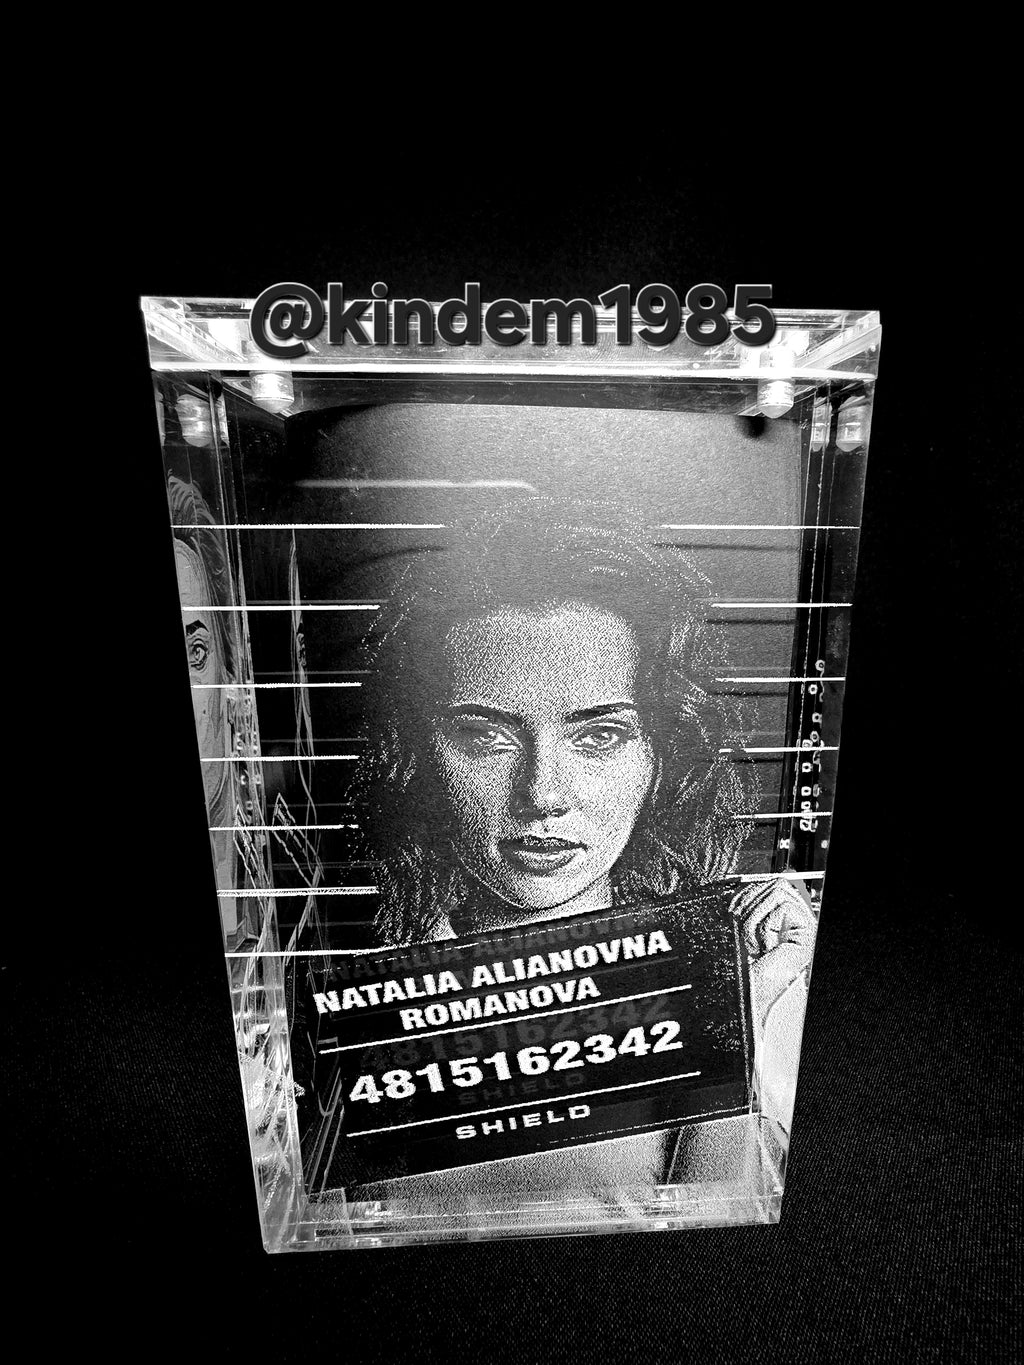 @kindem1985
NATALIA ALIANOVNA
ROMANOVA
4815162342
SHIELD